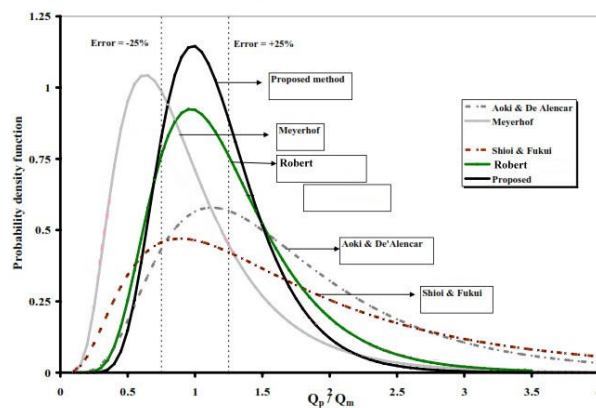 1.25
Error = -25%
Error = +25%
1
Proposed method
Aoki & De Alencar
Meyerhof
Meyerhof
Shioi & Fukui
0.75
Robert
Robert
Proposed
Probability density function
0.5
Aoki & De'Alencar
Shioi & Fukui
0.25
0
0 0.5 1 1.5 2 2.5 3 3.5
Qp / Qm